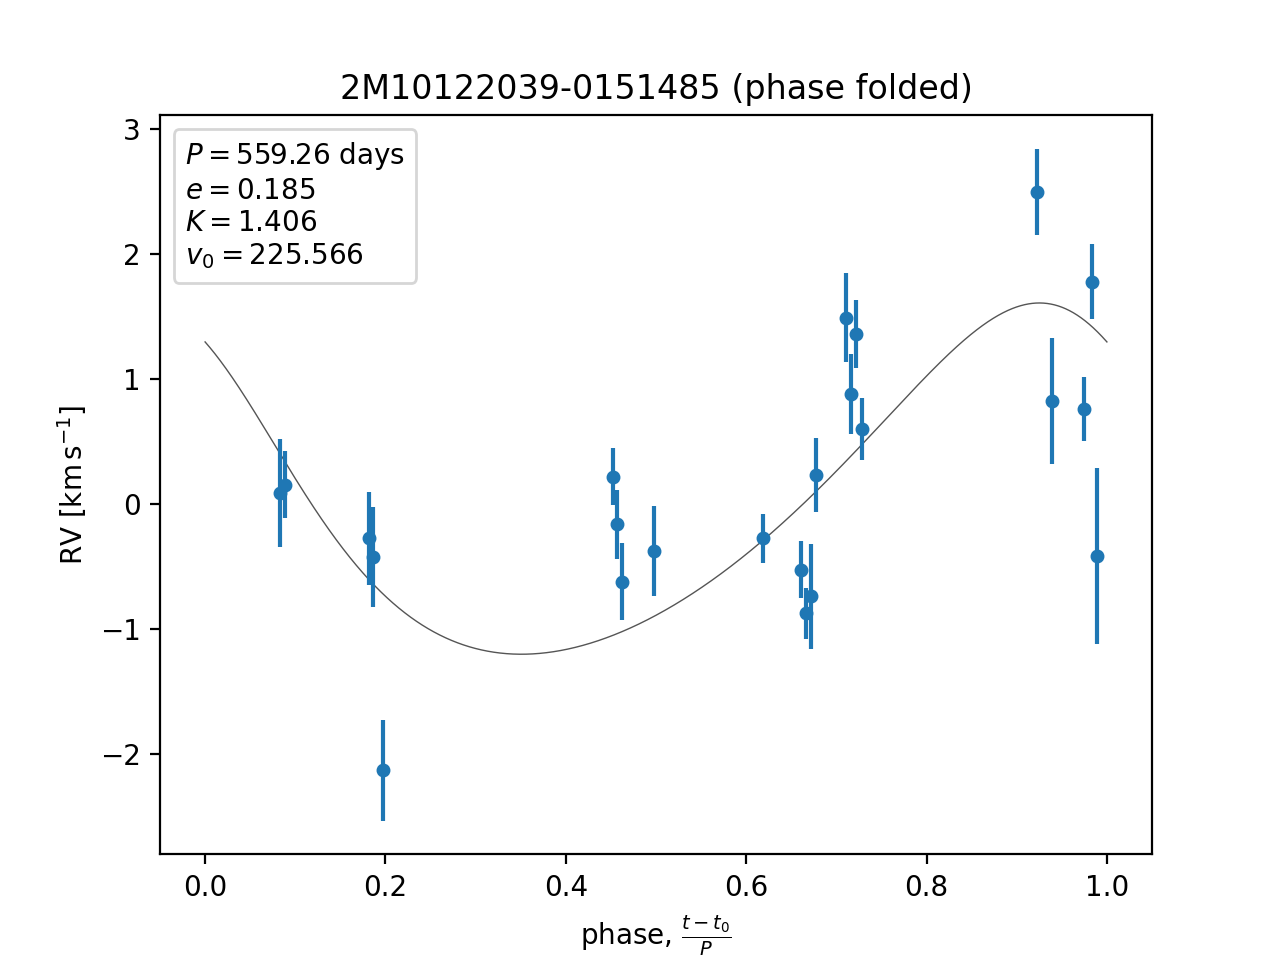 2M10122039-0151485 (phase folded)
P = 559.26 days
e = 0.185
K = 1.406
v₀ = 225.566
3
2
1
0
−1
−2
RV [km s⁻¹]
0.0 0.2 0.4 0.6 0.8 1.0
phase, (t − t₀)/P